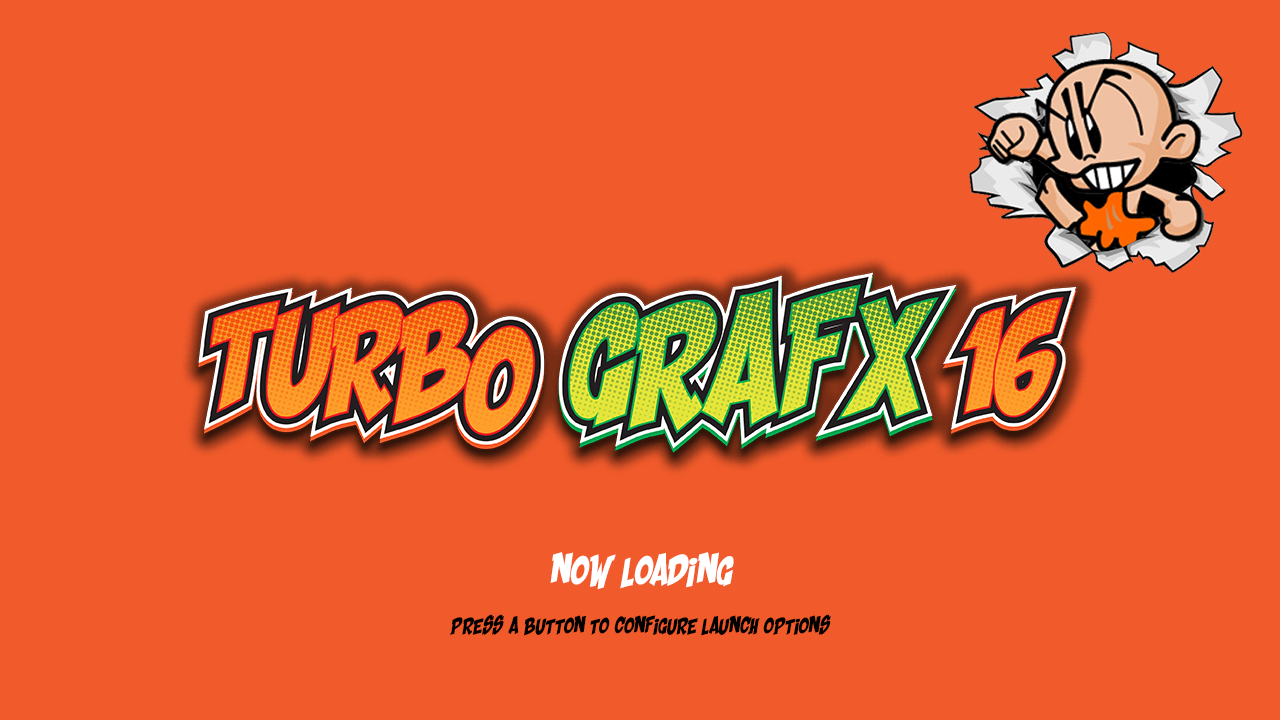 TURBO GRAFX 16
NOW LOADING
PRESS A BUTTON TO CONFIGURE LAUNCH OPTIONS